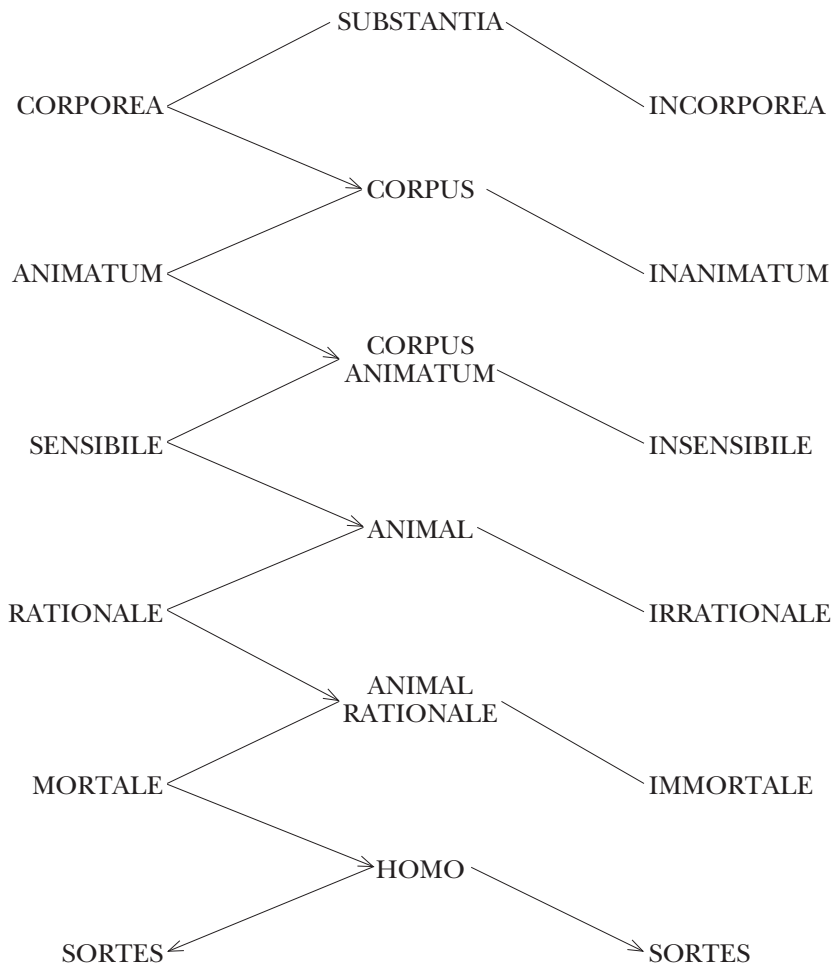 SUBSTANTIA
CORPOREA
INCORPOREA
CORPUS
ANIMATUM
INANIMATUM
CORPUS
ANIMATUM
SENSIBILE
INSENSIBILE
ANIMAL
RATIONALE
IRRATIONALE
ANIMAL
RATIONALE
MORTALE
IMMORTALE
HOMO
SORTES
SORTES